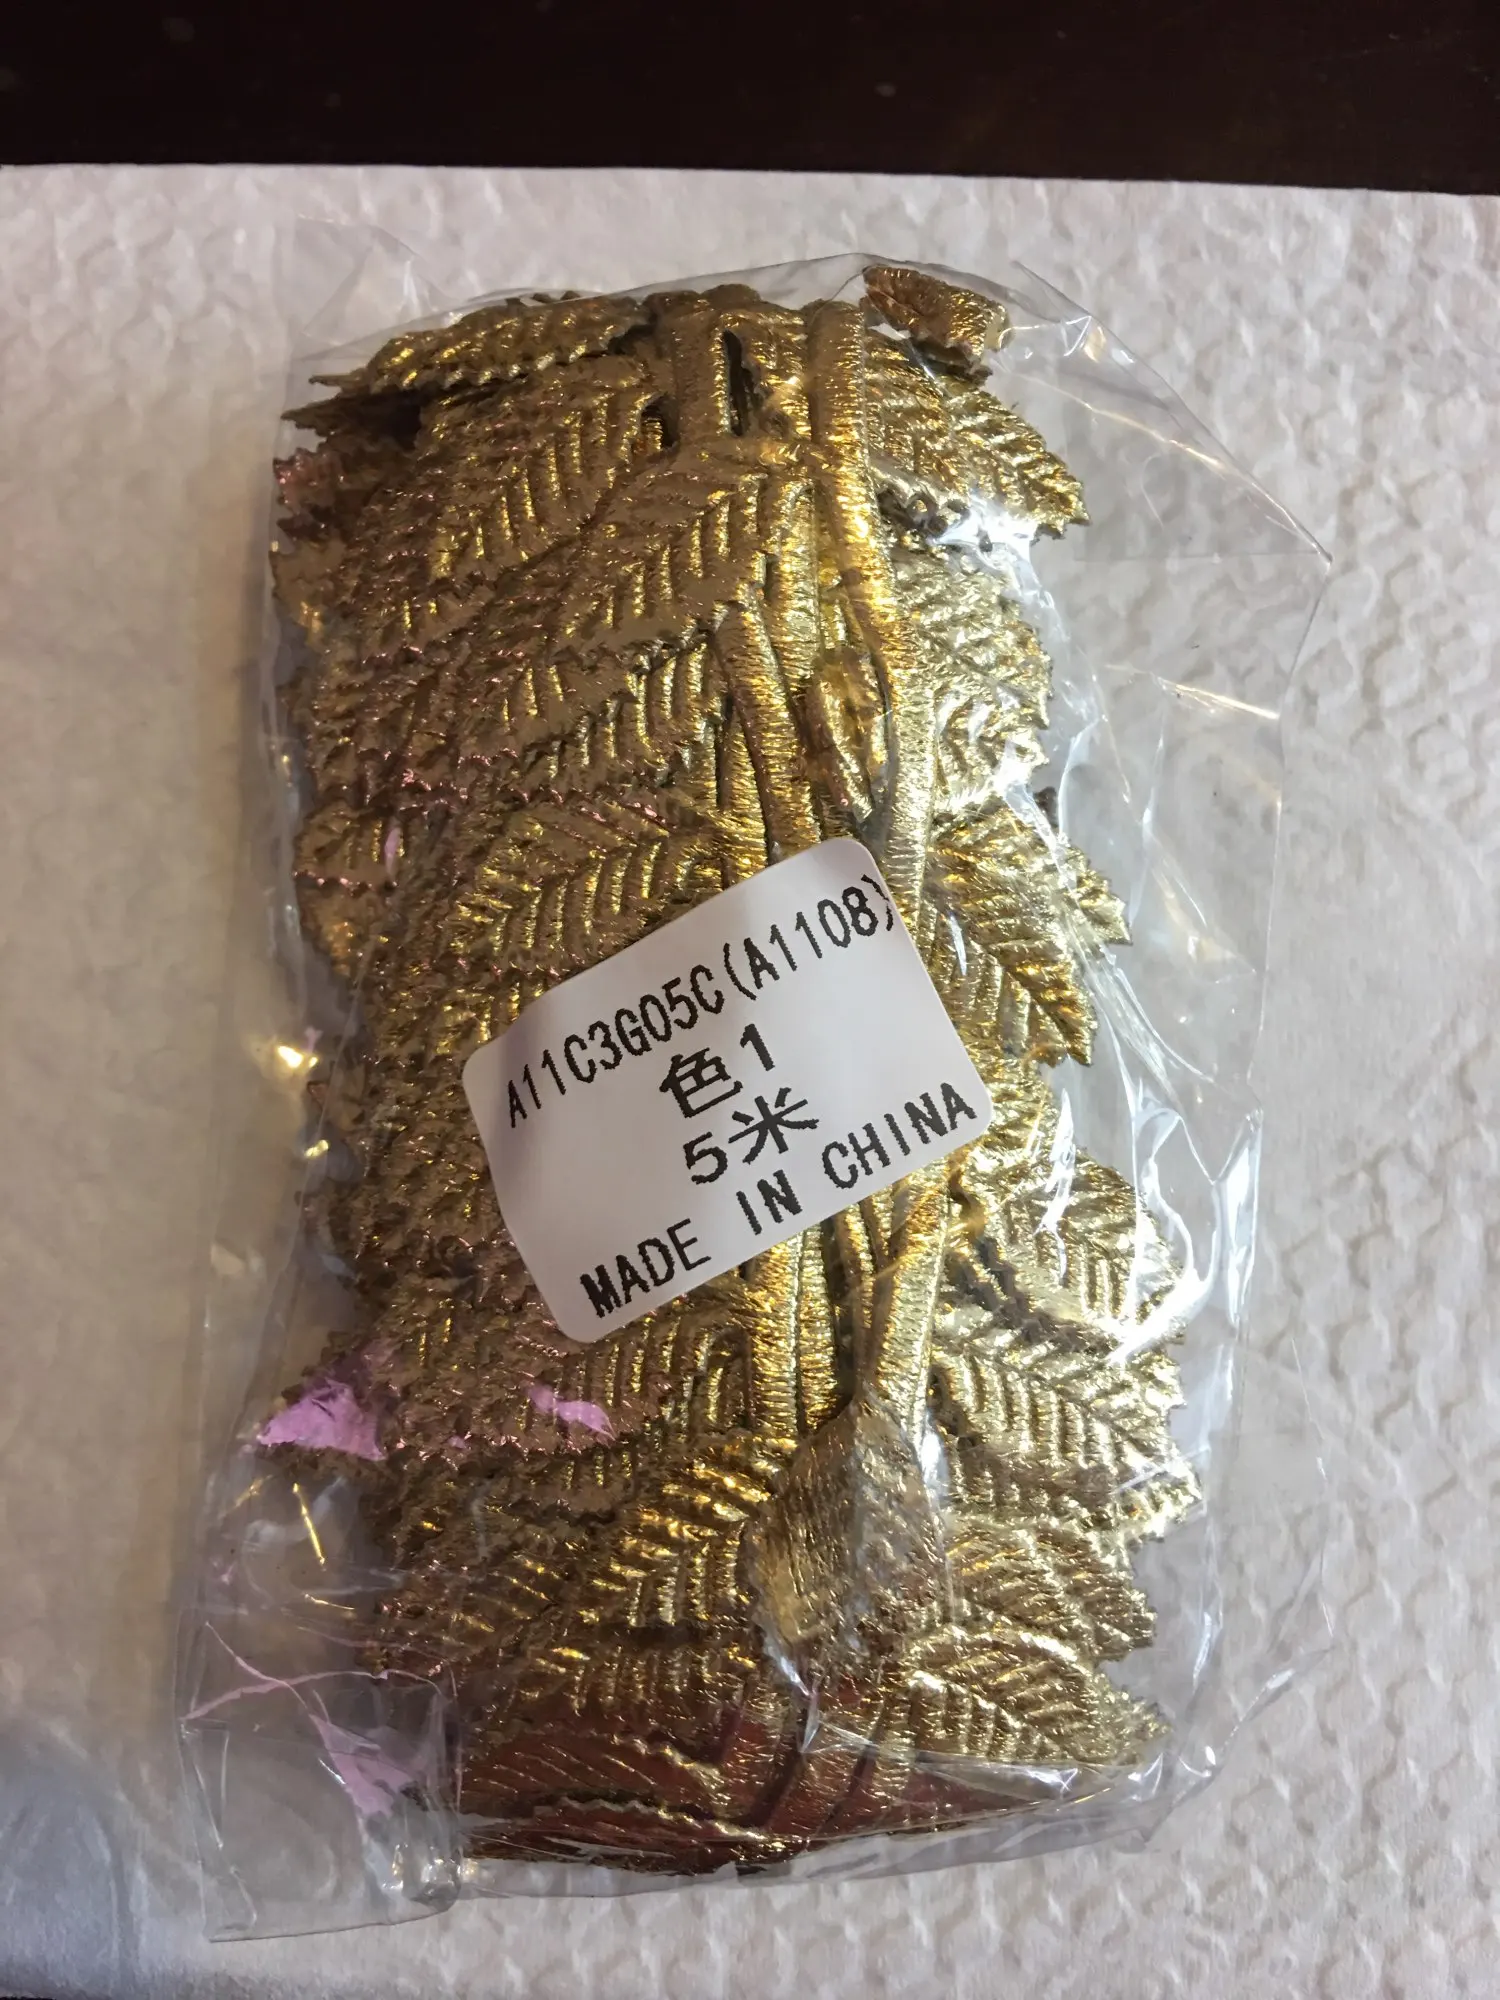 A11C3G05C(A1108)
色1
5米
MADE IN CHINA